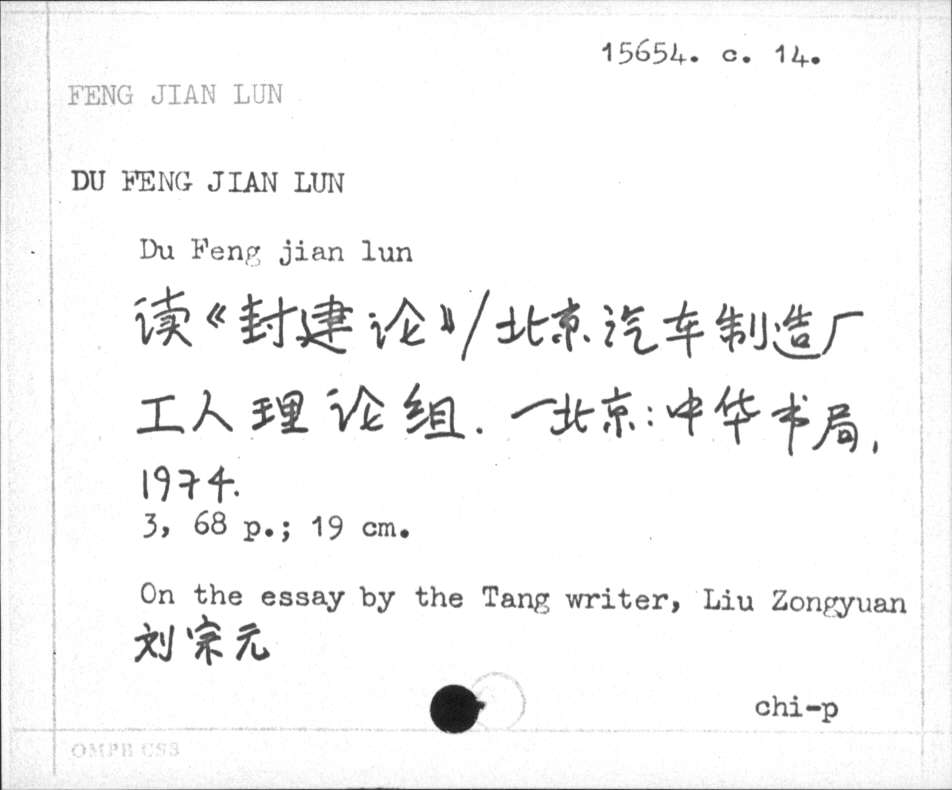 15654. c. 14.
FENG JIAN LUN
DU FENG JIAN LUN
Du Feng jian lun
读《封建论》/北京汽车制造厂
工人理论组. 一北京:中华书局,
1974.
3, 68 p.; 19 cm.
On the essay by the Tang writer, Liu Zongyuan
刘宗元
chi-p
OMPB CSS